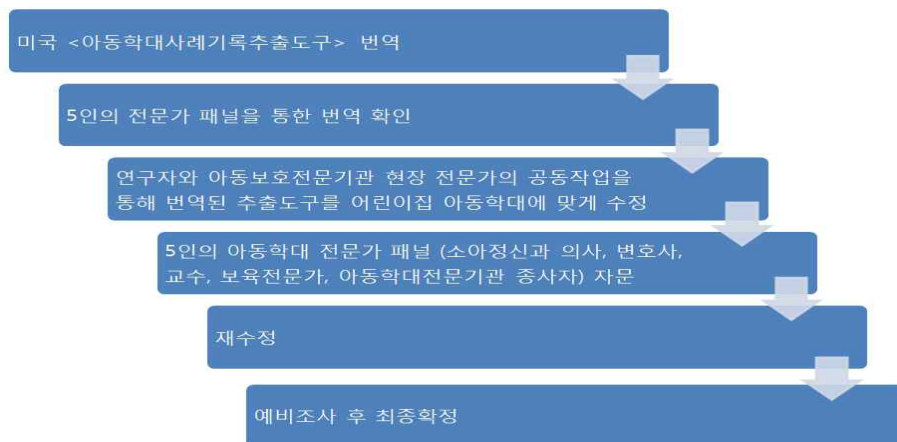 미국 <아동학대사례기록추출도구> 번역
5인의 전문가 패널을 통한 번역 확인
연구자와 아동보호전문기관 현장 전문가의 공동작업을
통해 번역된 추출도구를 어린이집 아동학대에 맞게 수정
5인의 아동학대 전문가 패널 (소아정신과 의사, 변호사,
교수, 보육전문가, 아동학대전문기관 종사자) 자문
재수정
예비조사 후 최종확정